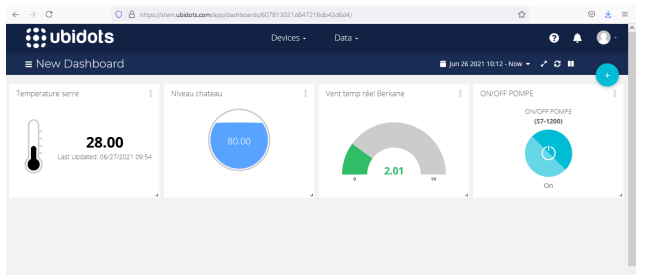 https://stem.ubidots.com/app/dashboards/607813021d847216db42d6d4/
ubidots
Devices
Data
New Dashboard
Jun 26 2021 10:12 - Now
Temperature serre
28.00
Last Updated: 06/27/2021 09:54
Niveau chateau
80.00
Vent temp réel Berkane
2.01
0
10
ON/OFF POMPE
ON/OFF POMPE
(S7-1200)
On